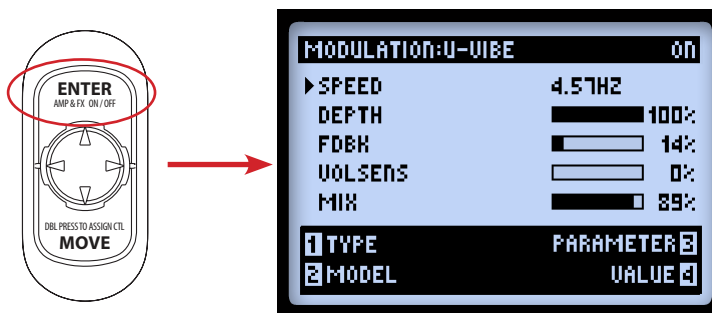 ENTER
AMP & FX ON / OFF
DBL PRESS TO ASSIGN CTL
MOVE
MODULATION:U-VIBE ON
SPEED 4.57HZ
DEPTH 100%
FDBK 14%
VOLSENS 0%
MIX 89%
1 TYPE PARAMETER 3
2 MODEL VALUE 4